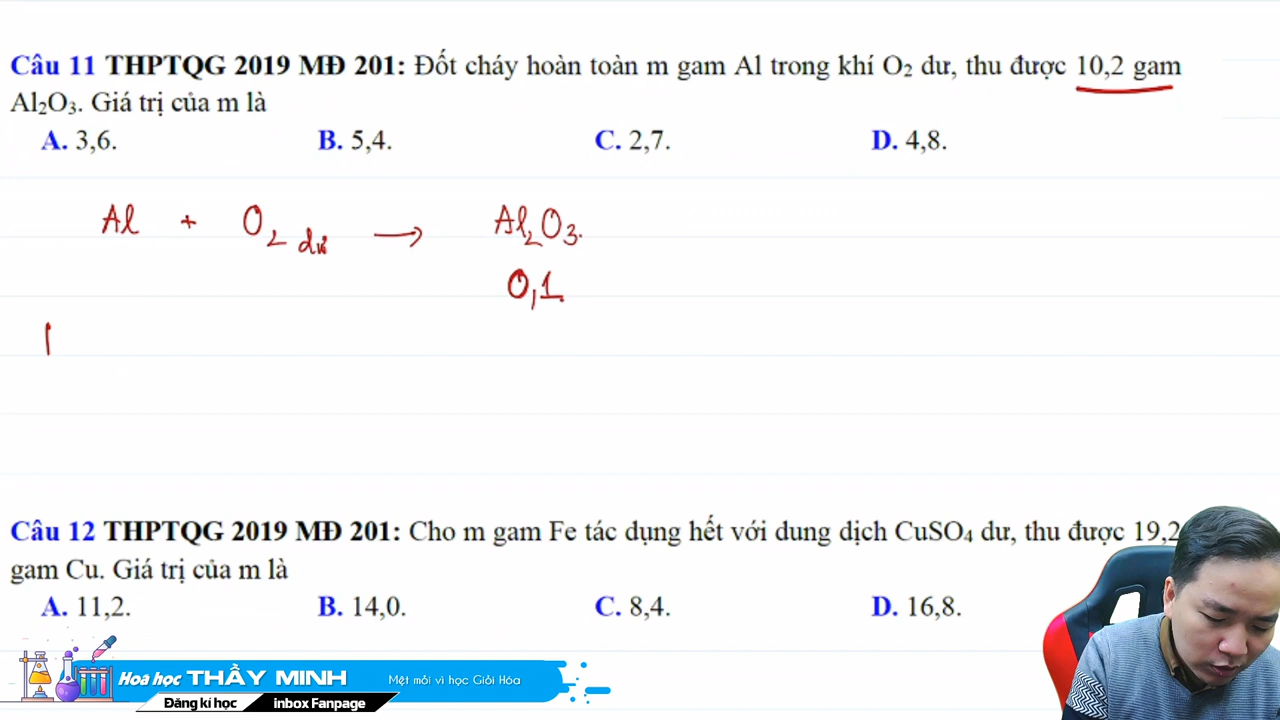 Câu 11 THPTQG 2019 MĐ 201: Đốt cháy hoàn toàn m gam Al trong khí O₂ dư, thu được 10,2 gam
Al₂O₃. Giá trị của m là
A. 3,6. B. 5,4. C. 2,7. D. 4,8.
Al + O₂ dư → Al₂O₃.
0,1
Câu 12 THPTQG 2019 MĐ 201: Cho m gam Fe tác dụng hết với dung dịch CuSO₄ dư, thu được 19,2
gam Cu. Giá trị của m là
A. 11,2. B. 14,0. C. 8,4. D. 16,8.
Hoá học THẦY MINH Mệt mỏi vì học Giỏi Hóa
Đăng kí học inbox Fanpage